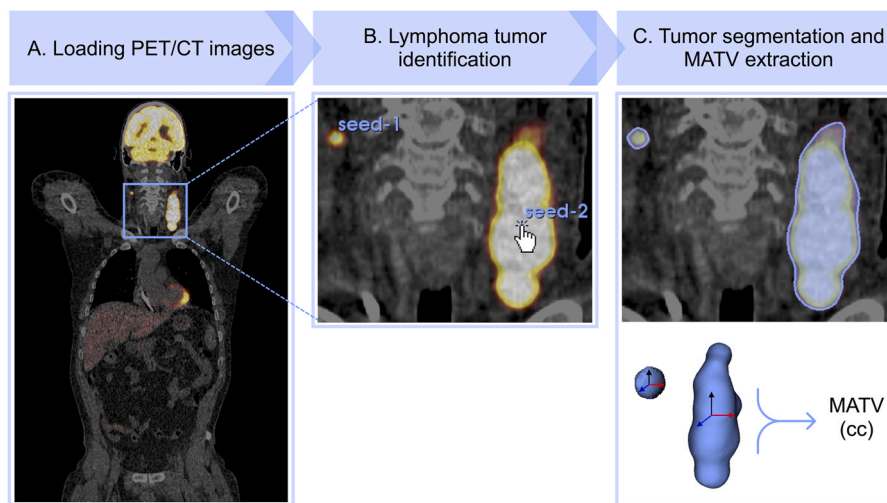 A. Loading PET/CT images
B. Lymphoma tumor
identification
C. Tumor segmentation and
MATV extraction
seed-1
seed-2
MATV
(cc)